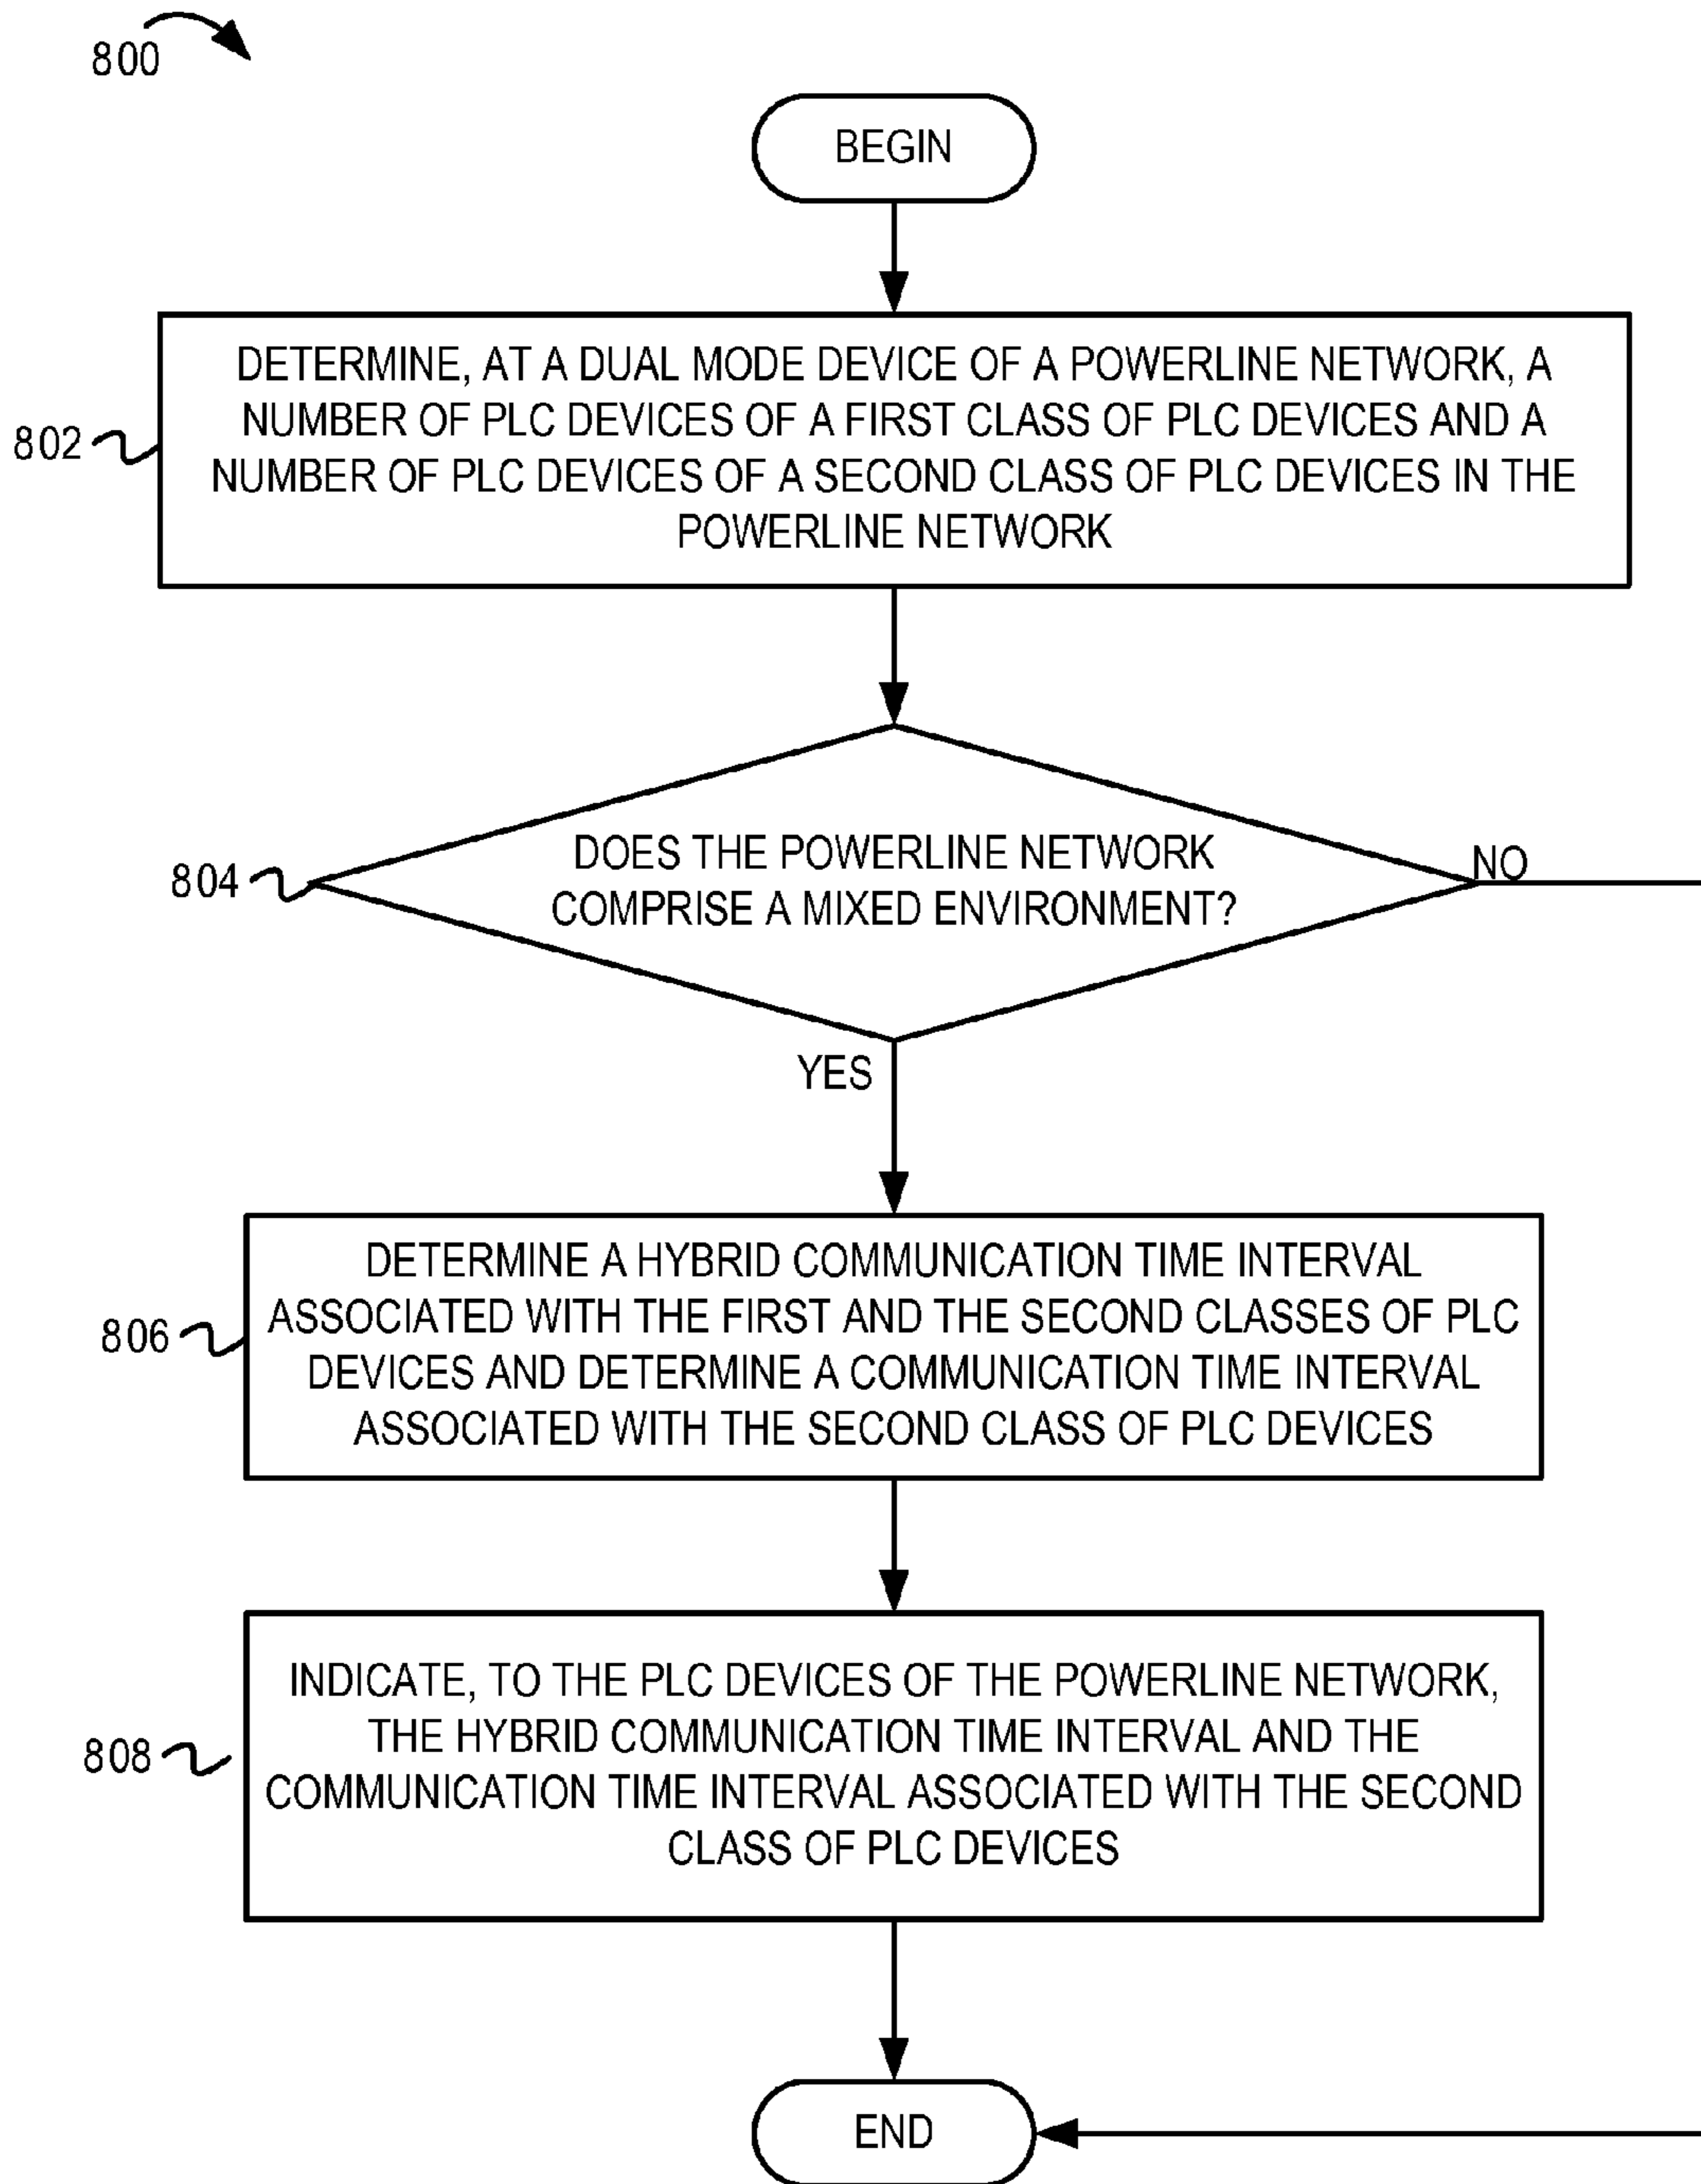 800
BEGIN
DETERMINE, AT A DUAL MODE DEVICE OF A POWERLINE NETWORK, A
NUMBER OF PLC DEVICES OF A FIRST CLASS OF PLC DEVICES AND A
NUMBER OF PLC DEVICES OF A SECOND CLASS OF PLC DEVICES IN THE
POWERLINE NETWORK
802
DOES THE POWERLINE NETWORK
COMPRISE A MIXED ENVIRONMENT?
804
NO
YES
DETERMINE A HYBRID COMMUNICATION TIME INTERVAL
ASSOCIATED WITH THE FIRST AND THE SECOND CLASSES OF PLC
DEVICES AND DETERMINE A COMMUNICATION TIME INTERVAL
ASSOCIATED WITH THE SECOND CLASS OF PLC DEVICES
806
INDICATE, TO THE PLC DEVICES OF THE POWERLINE NETWORK,
THE HYBRID COMMUNICATION TIME INTERVAL AND THE
COMMUNICATION TIME INTERVAL ASSOCIATED WITH THE SECOND
CLASS OF PLC DEVICES
808
END